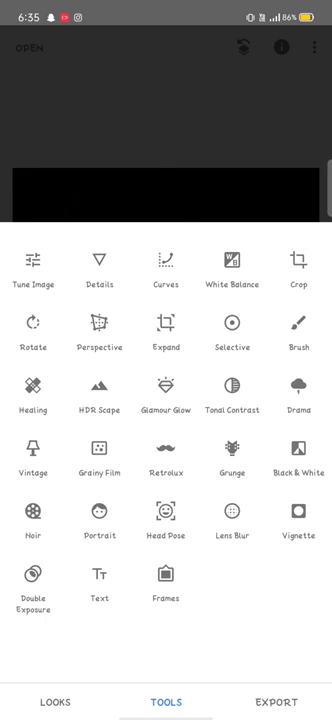 6:35
86%
OPEN
Tune Image Details Curves White Balance Crop
Rotate Perspective Expand Selective Brush
Healing HDR Scape Glamour Glow Tonal Contrast Drama
Vintage Grainy Film Retrolux Grunge Black & White
Noir Portrait Head Pose Lens Blur Vignette
Double Exposure Text Frames
LOOKS TOOLS EXPORT